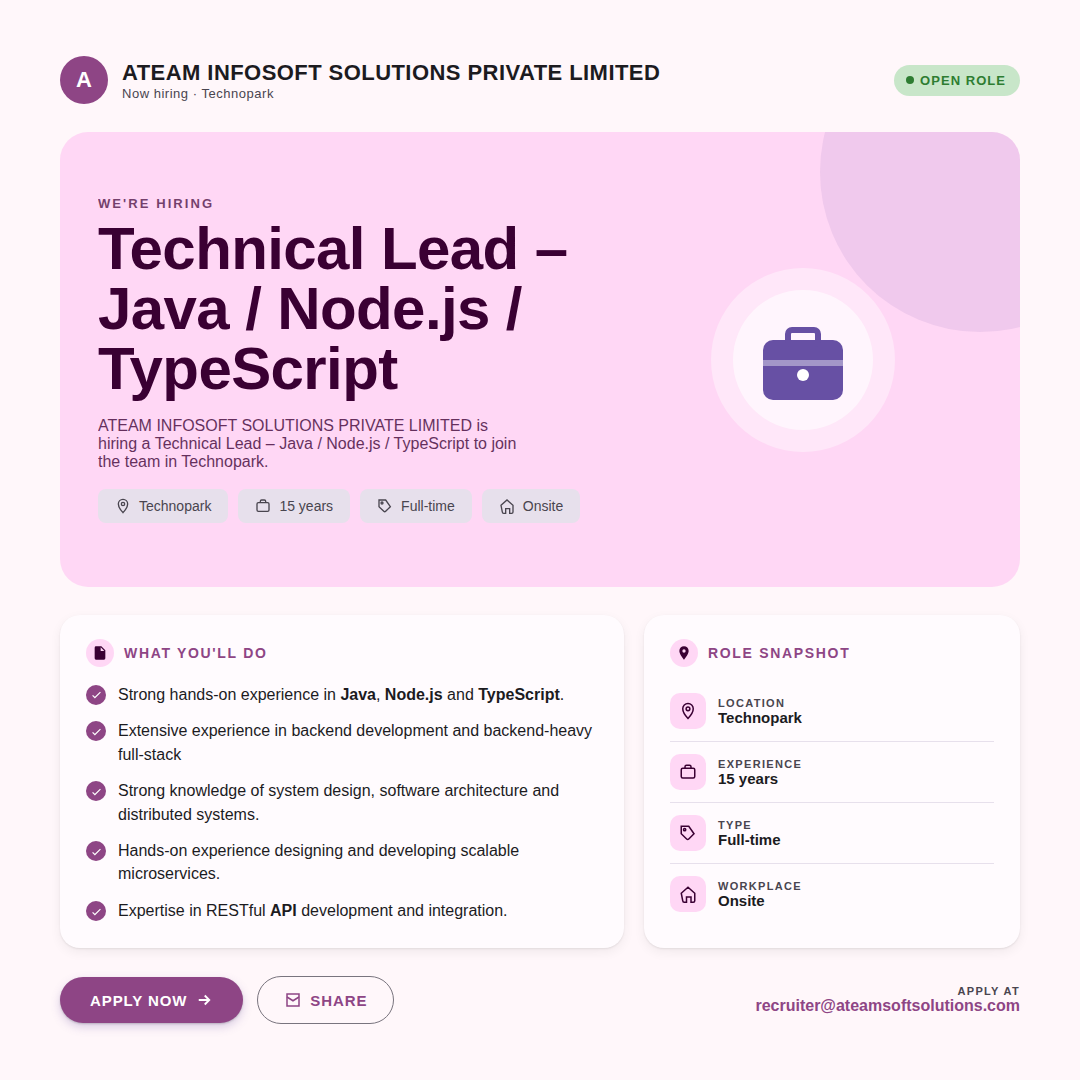 A
ATEAM INFOSOFT SOLUTIONS PRIVATE LIMITED
Now hiring · Technopark
OPEN ROLE
WE'RE HIRING
Technical Lead –
Java / Node.js /
TypeScript
ATEAM INFOSOFT SOLUTIONS PRIVATE LIMITED is
hiring a Technical Lead – Java / Node.js / TypeScript to join
the team in Technopark.
Technopark
15 years
Full-time
Onsite
WHAT YOU'LL DO
Strong hands-on experience in Java, Node.js and TypeScript.
Extensive experience in backend development and backend-heavy
full-stack
Strong knowledge of system design, software architecture and
distributed systems.
Hands-on experience designing and developing scalable
microservices.
Expertise in RESTful API development and integration.
ROLE SNAPSHOT
LOCATION
Technopark
EXPERIENCE
15 years
TYPE
Full-time
WORKPLACE
Onsite
APPLY NOW
SHARE
APPLY AT
recruiter@ateamsoftsolutions.com